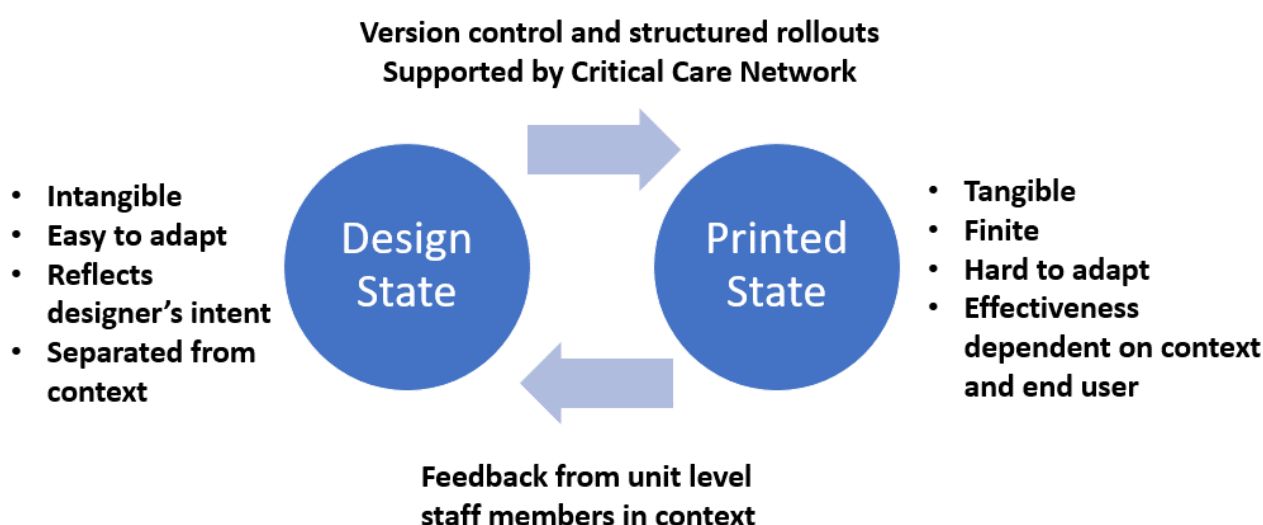 Version control and structured rollouts
Supported by Critical Care Network
• Intangible
• Easy to adapt
• Reflects
designer’s intent
• Separated from
context
Design
State
Printed
State
• Tangible
• Finite
• Hard to adapt
• Effectiveness
dependent on context
and end user
Feedback from unit level
staff members in context